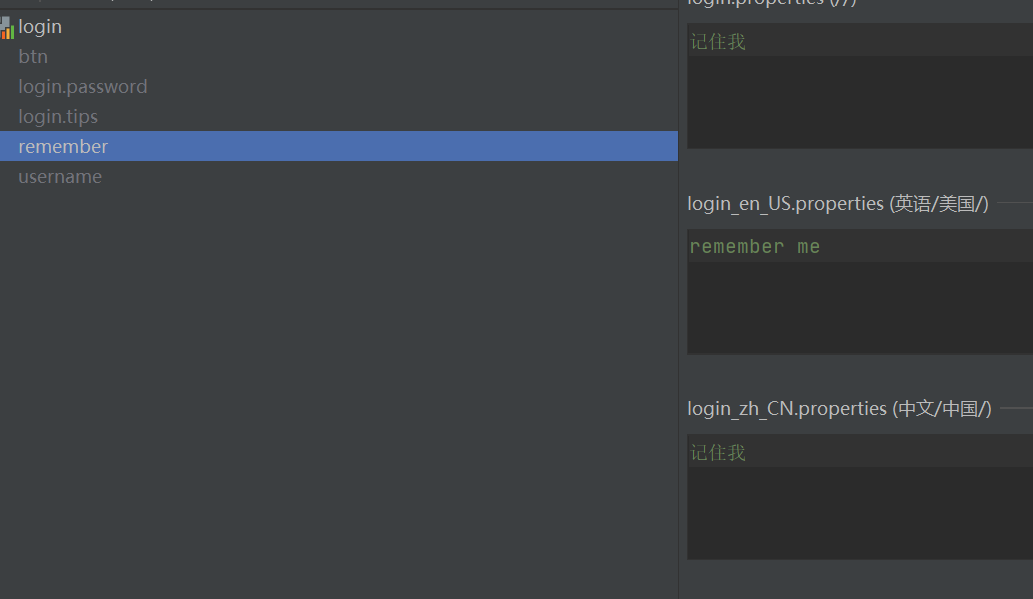 login
btn
login.password
login.tips
remember
username
login.properties (//)
记住我
login_en_US.properties (英语/美国/)
remember me
login_zh_CN.properties (中文/中国/)
记住我